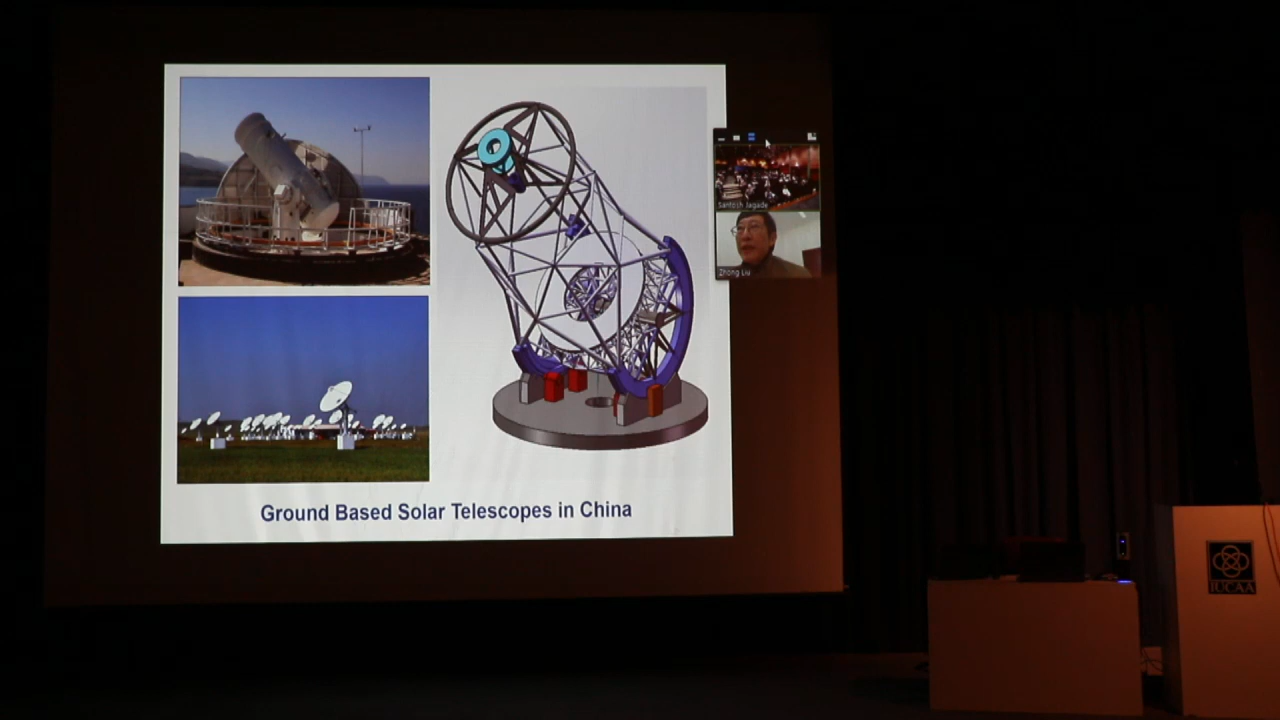 Santosh Jagade
Zhong Liu
Ground Based Solar Telescopes in China
IUCAA